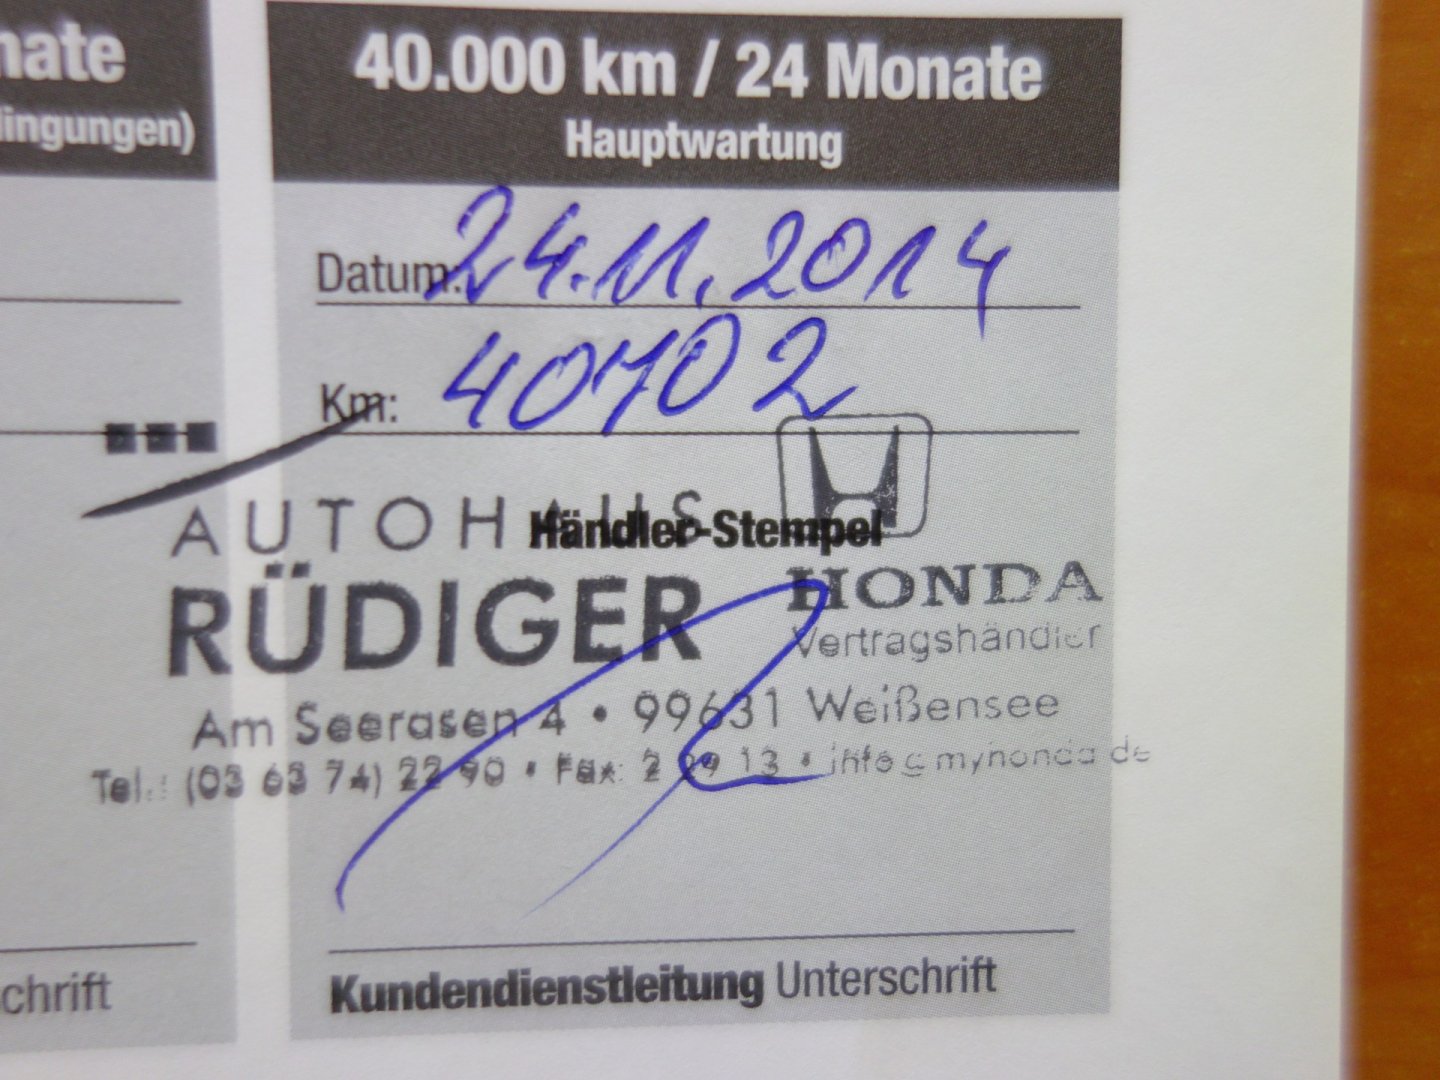 nate
lingungen)
40.000 km / 24 Monate
Hauptwartung
Datum: 24.11.2014
Km: 40702
AUTOHAUS
Händler-Stempel
RÜDIGER
HONDA
Vertragshändler
Am Seerasen 4 • 99631 Weißensee
Tel.: (03 63 74) 22 90 • Fax: 2 29 13 • info@myhonda.de
Kundendienstleitung Unterschrift
schrift